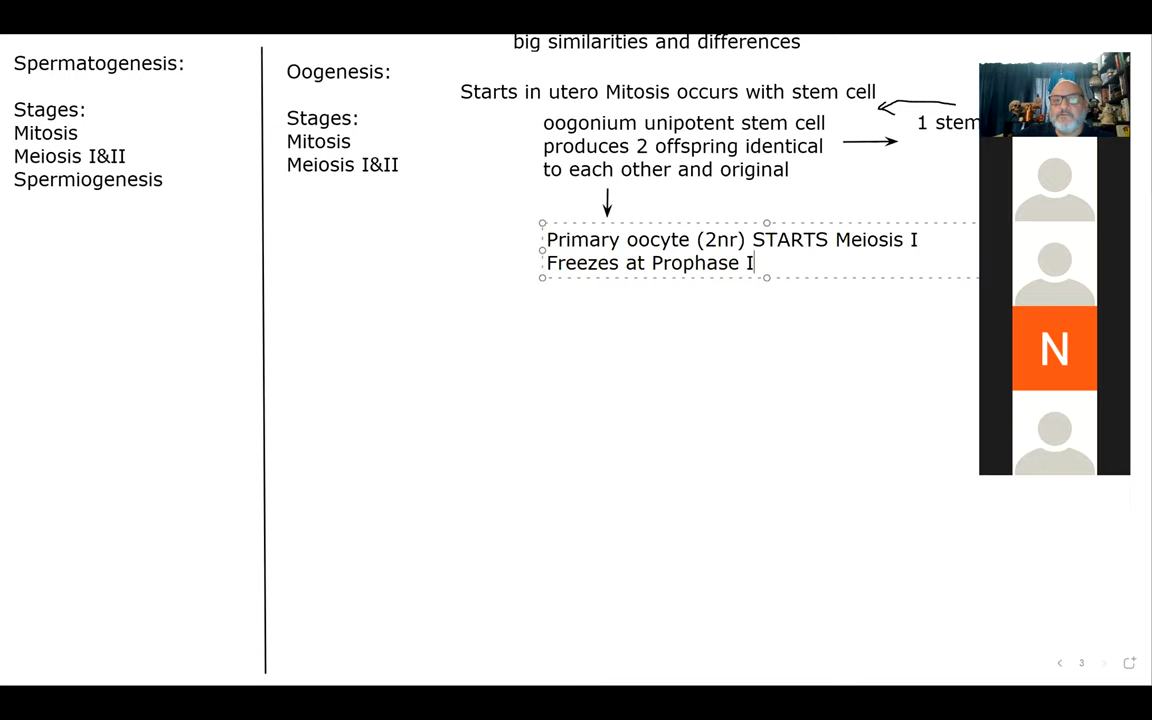 big similarities and differences
Spermatogenesis:
Stages:
Mitosis
Meiosis I&II
Spermiogenesis
Oogenesis:
Stages:
Mitosis
Meiosis I&II
Starts in utero Mitosis occurs with stem cell
oogonium unipotent stem cell
produces 2 offspring identical
to each other and original
1 stem
Primary oocyte (2nr) STARTS Meiosis I
Freezes at Prophase I
N
3